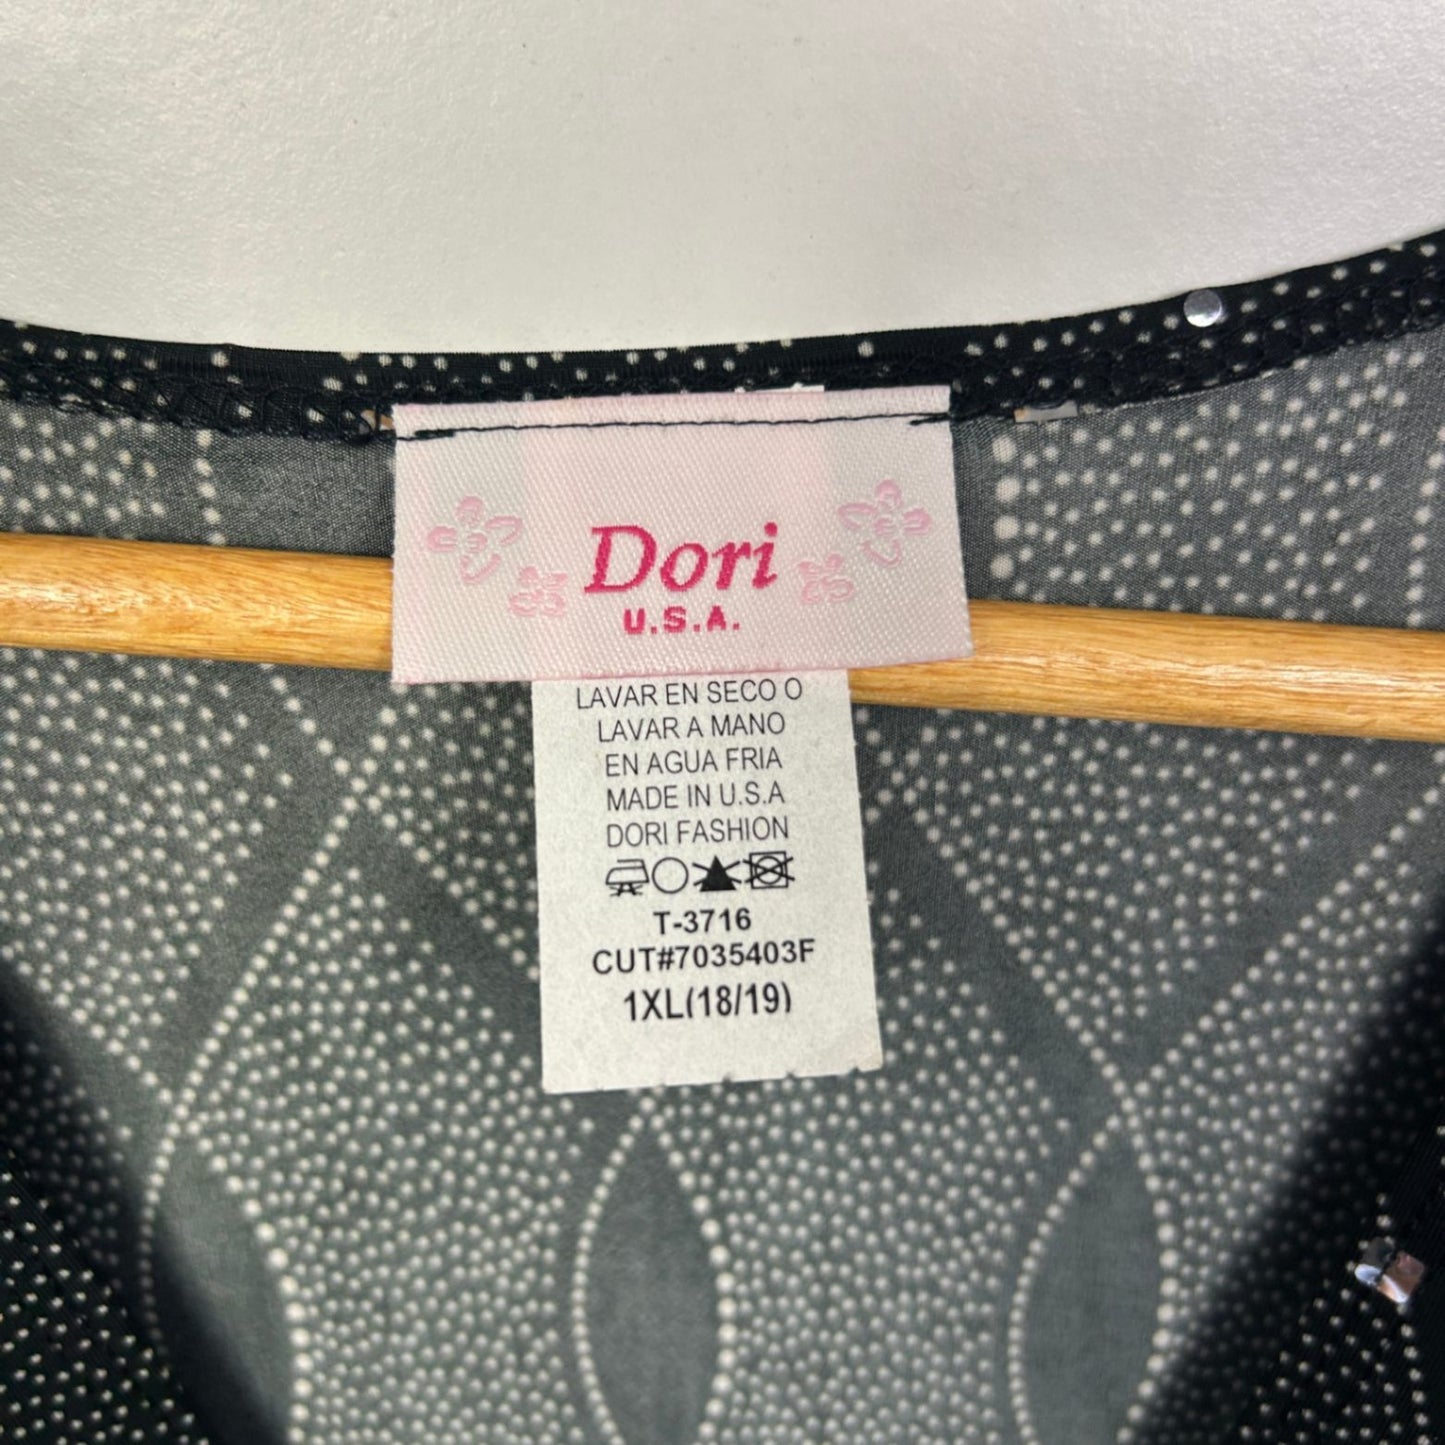 Dori
U.S.A.
LAVAR EN SECO O
LAVAR A MANO
EN AGUA FRIA
MADE IN U.S.A
DORI FASHION
T-3716
CUT#7035403F
1XL(18/19)